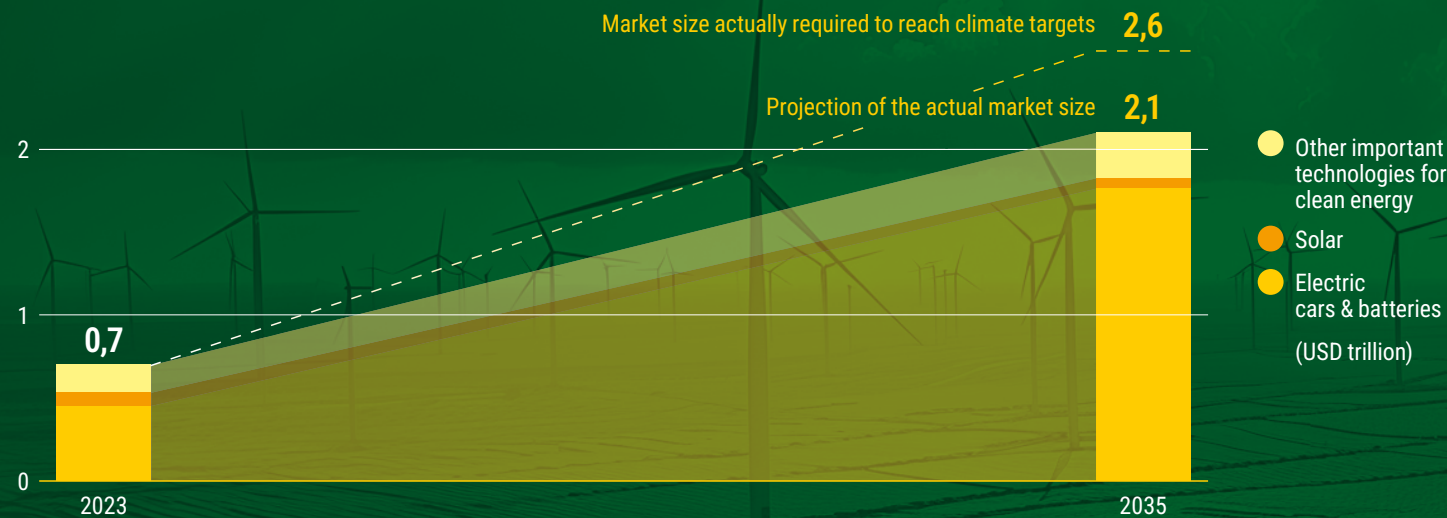 Market size actually required to reach climate targets 2,6
Projection of the actual market size 2,1
2
1
0
0,7
2023
2035
Other important
technologies for
clean energy
Solar
Electric
cars & batteries
(USD trillion)